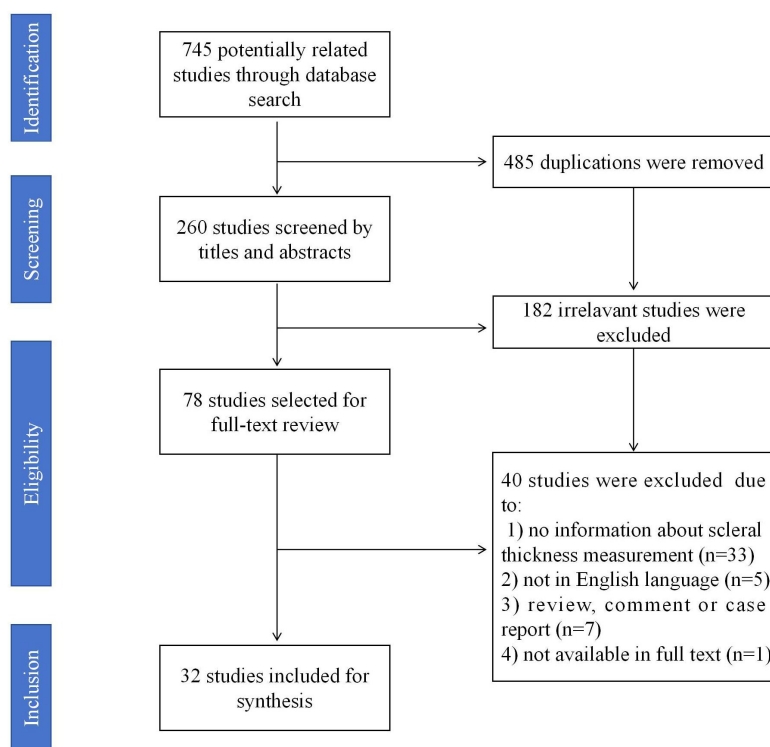 Identification
745 potentially related
studies through database
search
485 duplications were removed
Screening
260 studies screened by
titles and abstracts
182 irrelavant studies were
excluded
Eligibility
78 studies selected for
full-text review
40 studies were excluded due
to:
1) no information about scleral
thickness measurement (n=33)
2) not in English language (n=5)
3) review, comment or case
report (n=7)
4) not available in full text (n=1)
Inclusion
32 studies included for
synthesis